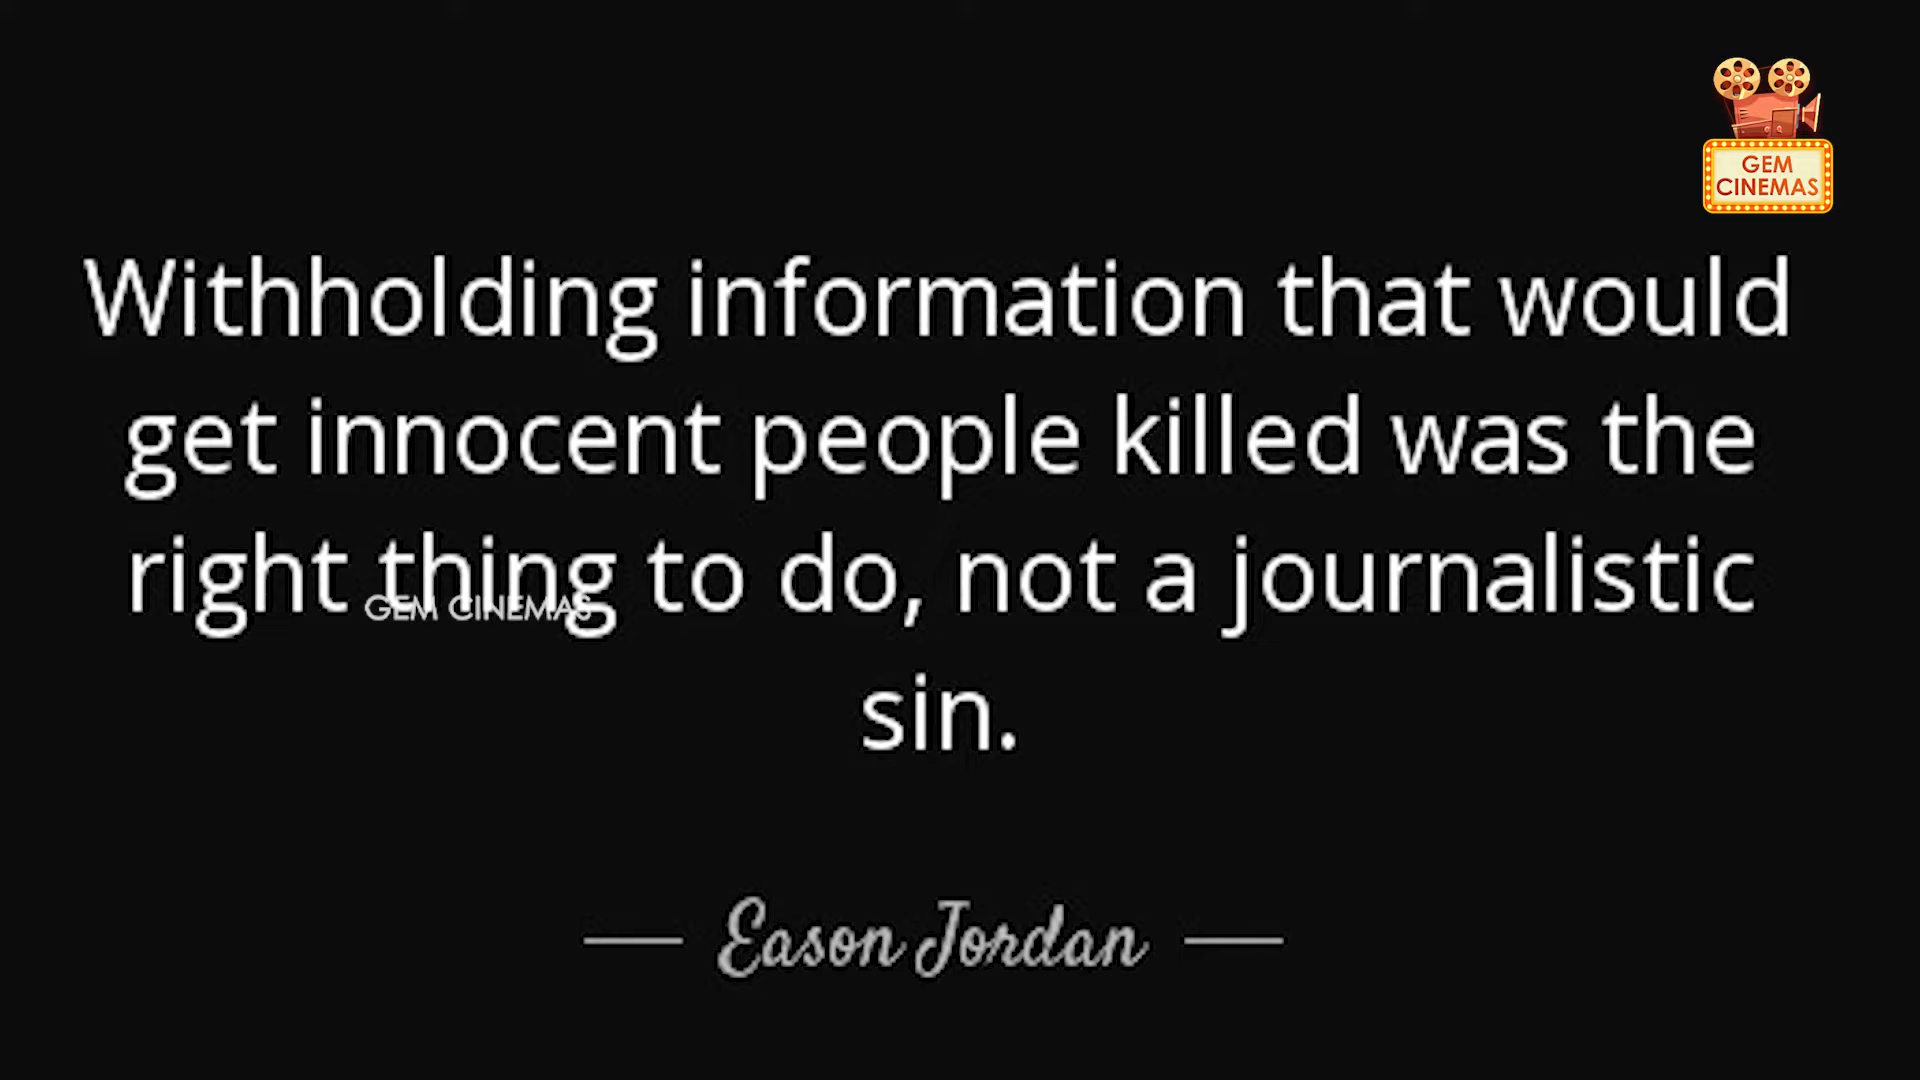 GEM
CINEMAS
Withholding information that would
get innocent people killed was the
right thing to do, not a journalistic
GEM CINEMAS
sin.
Eason Jordan